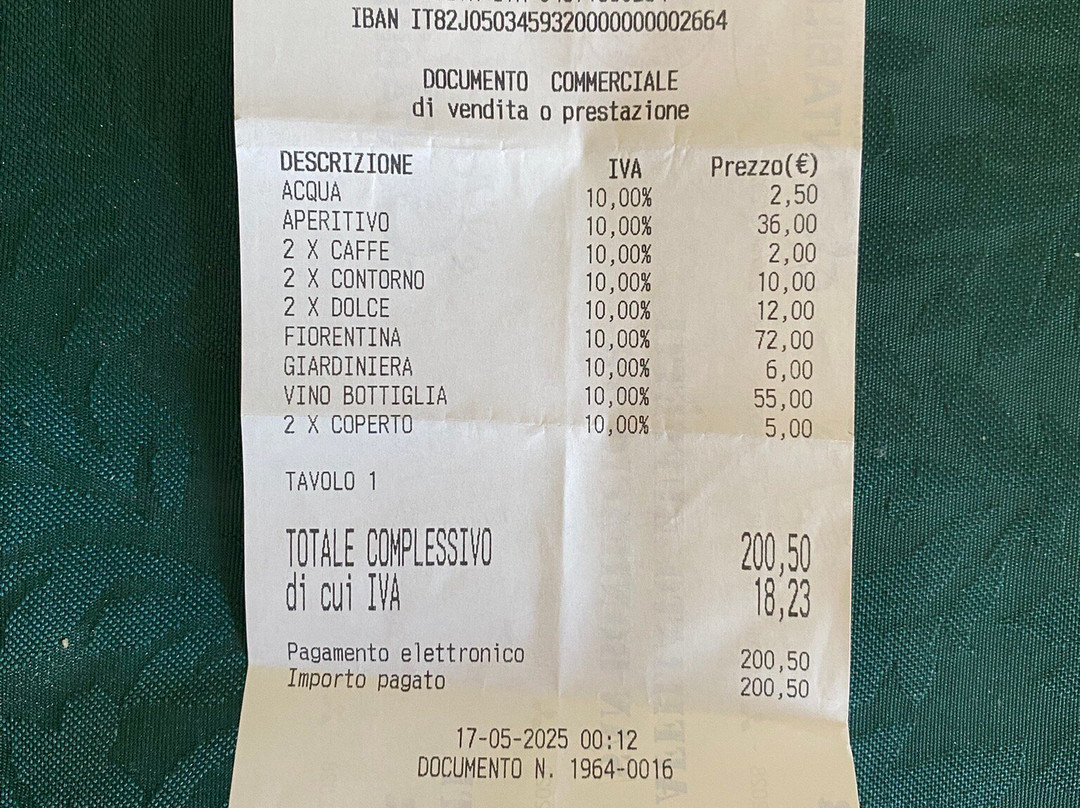 IBAN IT82J0503459320000000002664
DOCUMENTO COMMERCIALE
di vendita o prestazione
DESCRIZIONE IVA Prezzo(€)
ACQUA 10,00% 2,50
APERITIVO 10,00% 36,00
2 X CAFFE 10,00% 2,00
2 X CONTORNO 10,00% 10,00
2 X DOLCE 10,00% 12,00
FIORENTINA 10,00% 72,00
GIARDINIERA 10,00% 6,00
VINO BOTTIGLIA 10,00% 55,00
2 X COPERTO 10,00% 5,00
TAVOLO 1
TOTALE COMPLESSIVO 200,50
di cui IVA 18,23
Pagamento elettronico 200,50
Importo pagato 200,50
17-05-2025 00:12
DOCUMENTO N. 1964-0016